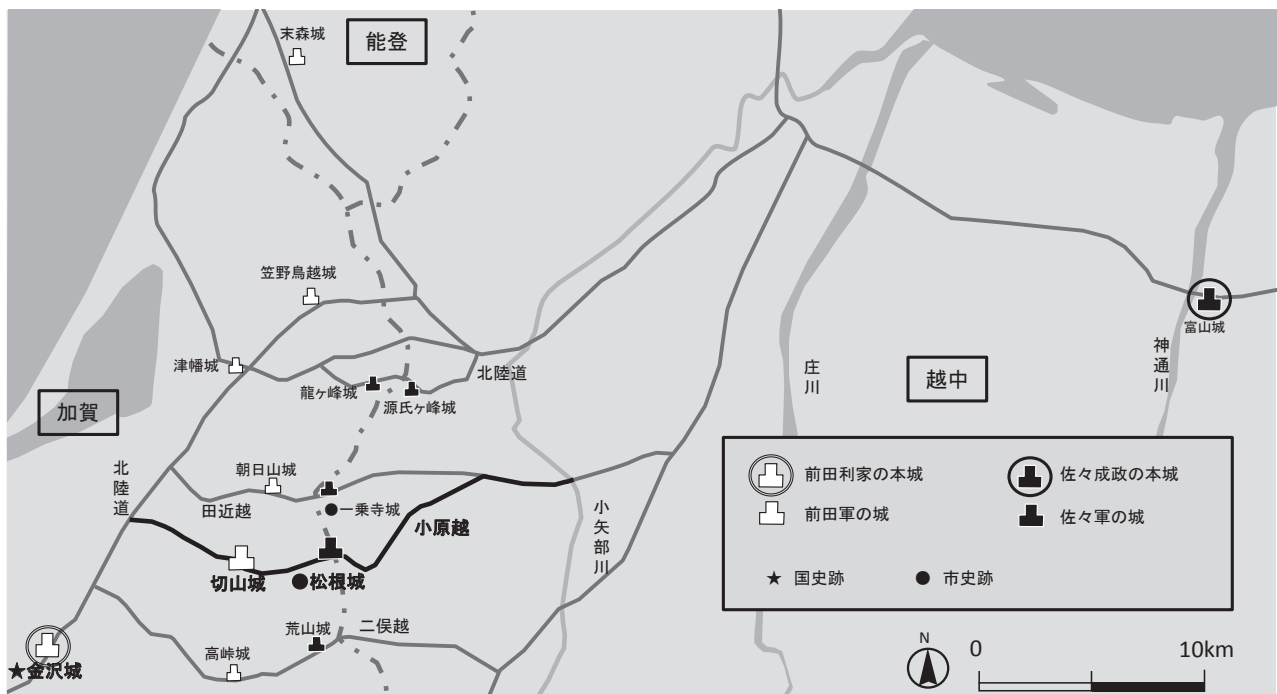 末森城
能登
笠野鳥越城
津幡城
龍ヶ峰城
源氏ヶ峰城
北陸道
加賀
庄川
越中
神通川
富山城
北陸道
朝日山城
田近越
●一乗寺城
小原越
小矢部川
切山城
●松根城
荒山城
二俣越
高峠城
★金沢城
前田利家の本城
佐々成政の本城
前田軍の城
佐々軍の城
★ 国史跡
● 市史跡
N
0 10km